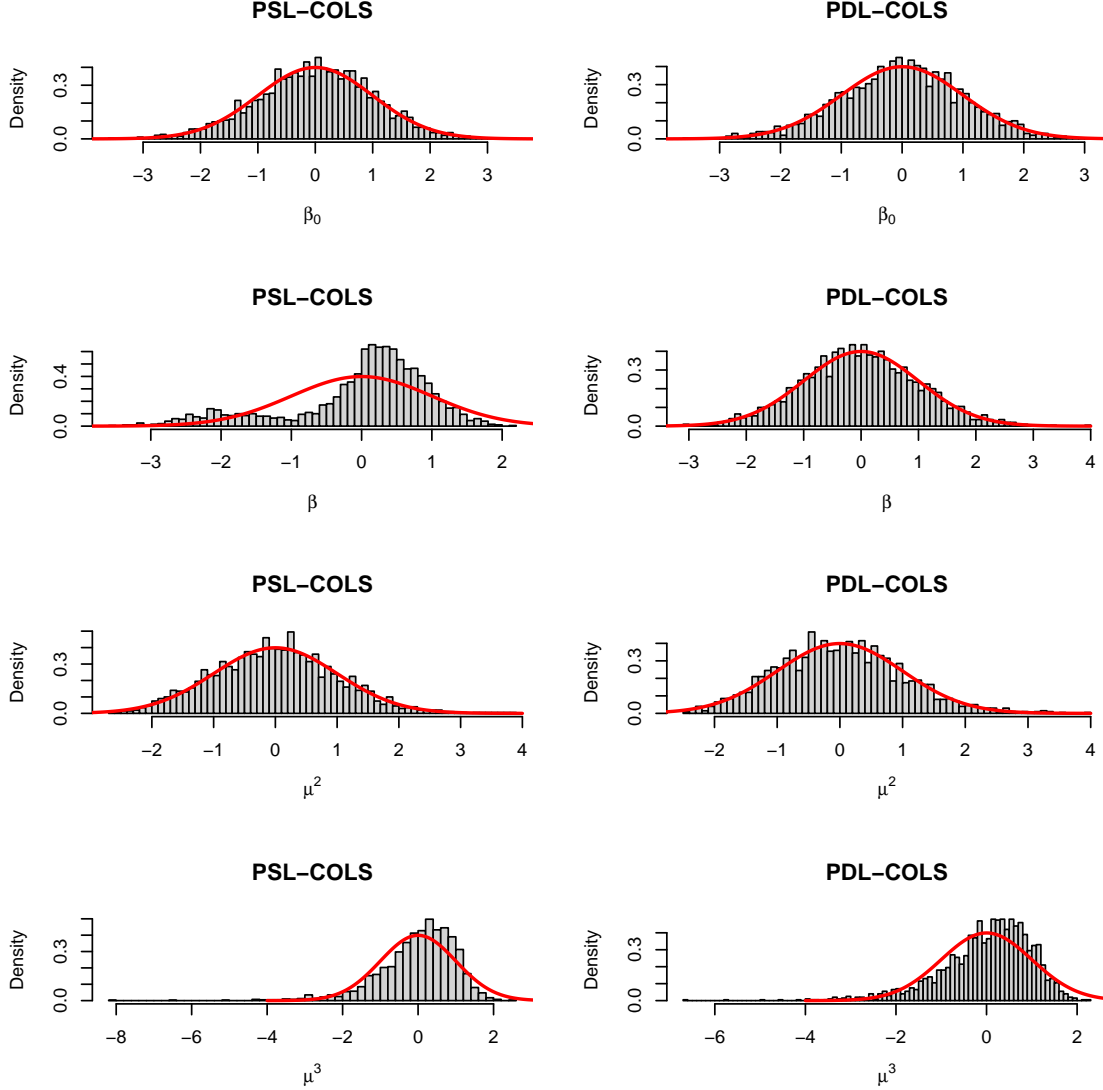 PSL−COLS
Density
0.0 0.3
−3 −2 −1 0 1 2 3
β₀
PDL−COLS
Density
0.0 0.3
−3 −2 −1 0 1 2 3
β₀
PSL−COLS
Density
0.0 0.4
−3 −2 −1 0 1 2
β
PDL−COLS
Density
0.0 0.3
−3 −2 −1 0 1 2 3 4
β
PSL−COLS
Density
0.0 0.3
−2 −1 0 1 2 3 4
μ²
PDL−COLS
Density
0.0 0.3
−2 −1 0 1 2 3 4
μ²
PSL−COLS
Density
0.0 0.3
−8 −6 −4 −2 0 2
μ³
PDL−COLS
Density
0.0 0.3
−6 −4 −2 0 2
μ³